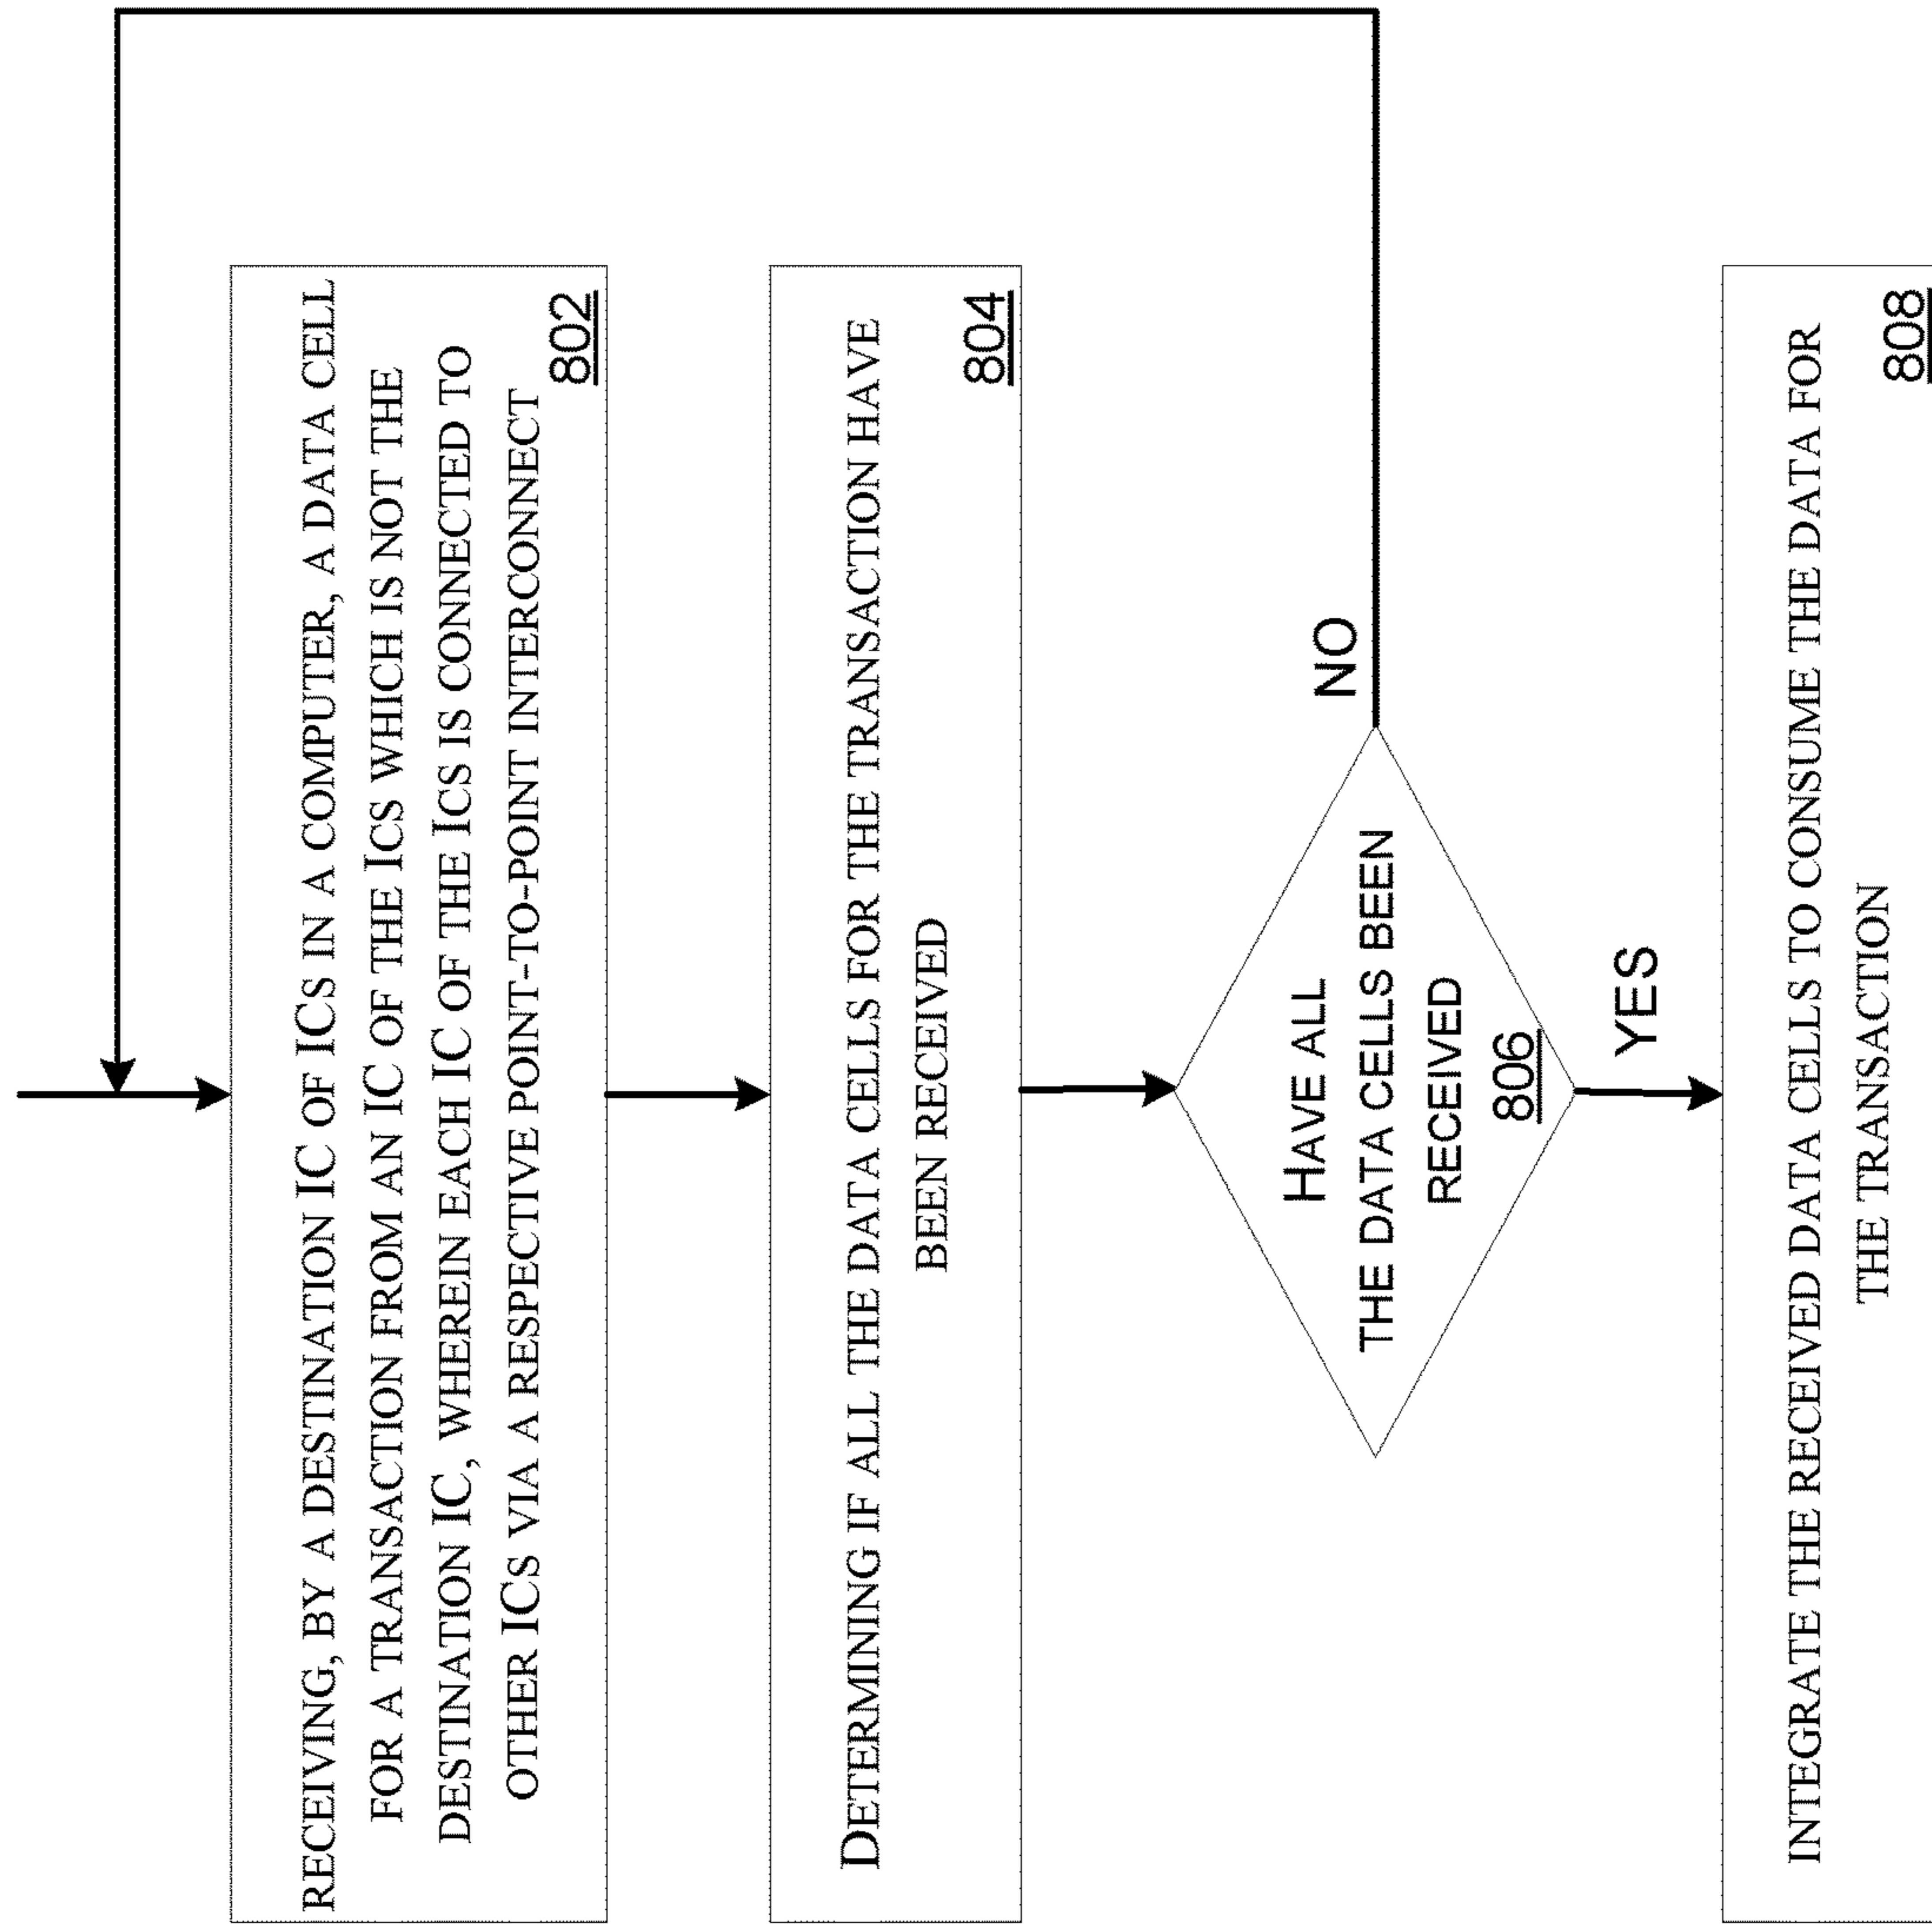 RECEIVING, BY A DESTINATION IC OF ICS IN A COMPUTER, A DATA CELL
FOR A TRANSACTION FROM AN IC OF THE ICS WHICH IS NOT THE
DESTINATION IC, WHEREIN EACH IC OF THE ICS IS CONNECTED TO
OTHER ICS VIA A RESPECTIVE POINT-TO-POINT INTERCONNECT
802
DETERMINING IF ALL THE DATA CELLS FOR THE TRANSACTION HAVE
BEEN RECEIVED
804
HAVE ALL
THE DATA CELLS BEEN
RECEIVED
806
NO
YES
INTEGRATE THE RECEIVED DATA CELLS TO CONSUME THE DATA FOR
THE TRANSACTION
808